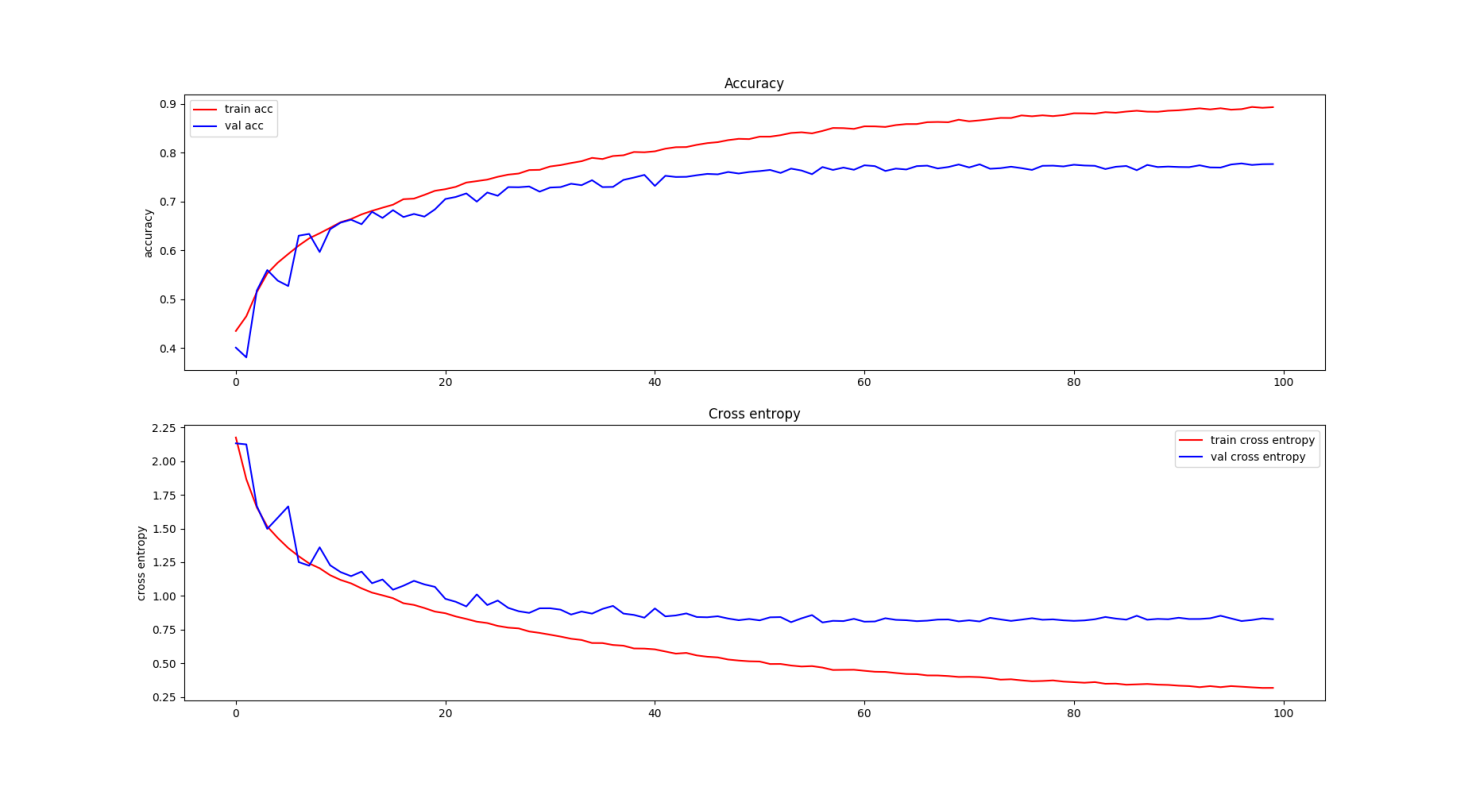 Accuracy
0.9
0.8
0.7
0.6
0.5
0.4
accuracy
train acc
val acc
0 20 40 60 80 100
Cross entropy
2.25
2.00
1.75
1.50
1.25
1.00
0.75
0.50
0.25
cross entropy
train cross entropy
val cross entropy
0 20 40 60 80 100